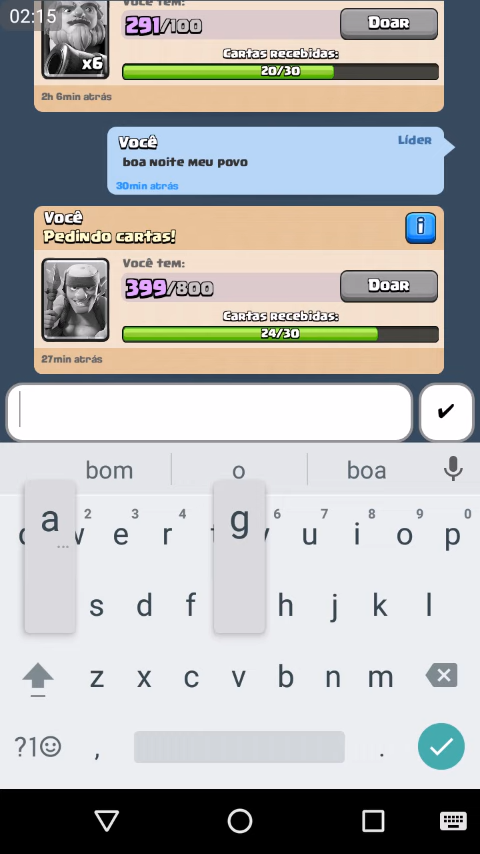 02:15
Você tem:
291/100
Doar
x6
Cartas recebidas:
20/30
2h 6min atrás
Você
Líder
boa noite meu povo
30min atrás
Você
Pedindo cartas!
i
Você tem:
399/800
Doar
Cartas recebidas:
24/30
27min atrás
bom o boa
a g
2 3 4 6 7 8 9 0
w e r u i o p
s d f h j k l
z x c v b n m
?1 , .